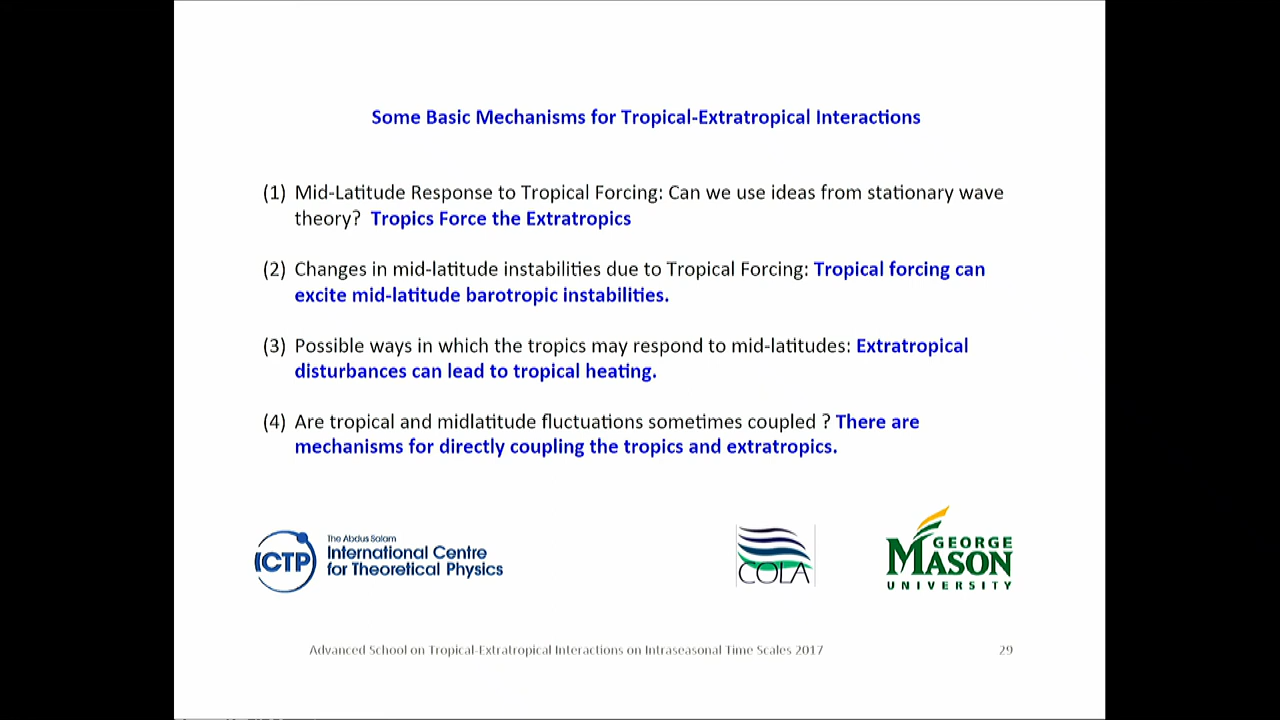 Some Basic Mechanisms for Tropical-Extratropical Interactions
(1) Mid-Latitude Response to Tropical Forcing: Can we use ideas from stationary wave
theory? Tropics Force the Extratropics
(2) Changes in mid-latitude instabilities due to Tropical Forcing: Tropical forcing can
excite mid-latitude barotropic instabilities.
(3) Possible ways in which the tropics may respond to mid-latitudes: Extratropical
disturbances can lead to tropical heating.
(4) Are tropical and midlatitude fluctuations sometimes coupled ? There are
mechanisms for directly coupling the tropics and extratropics.
ICTP
The Abdus Salam
International Centre
for Theoretical Physics
COLA
GEORGE
MASON
UNIVERSITY
Advanced School on Tropical-Extratropical Interactions on Intraseasonal Time Scales 2017
29